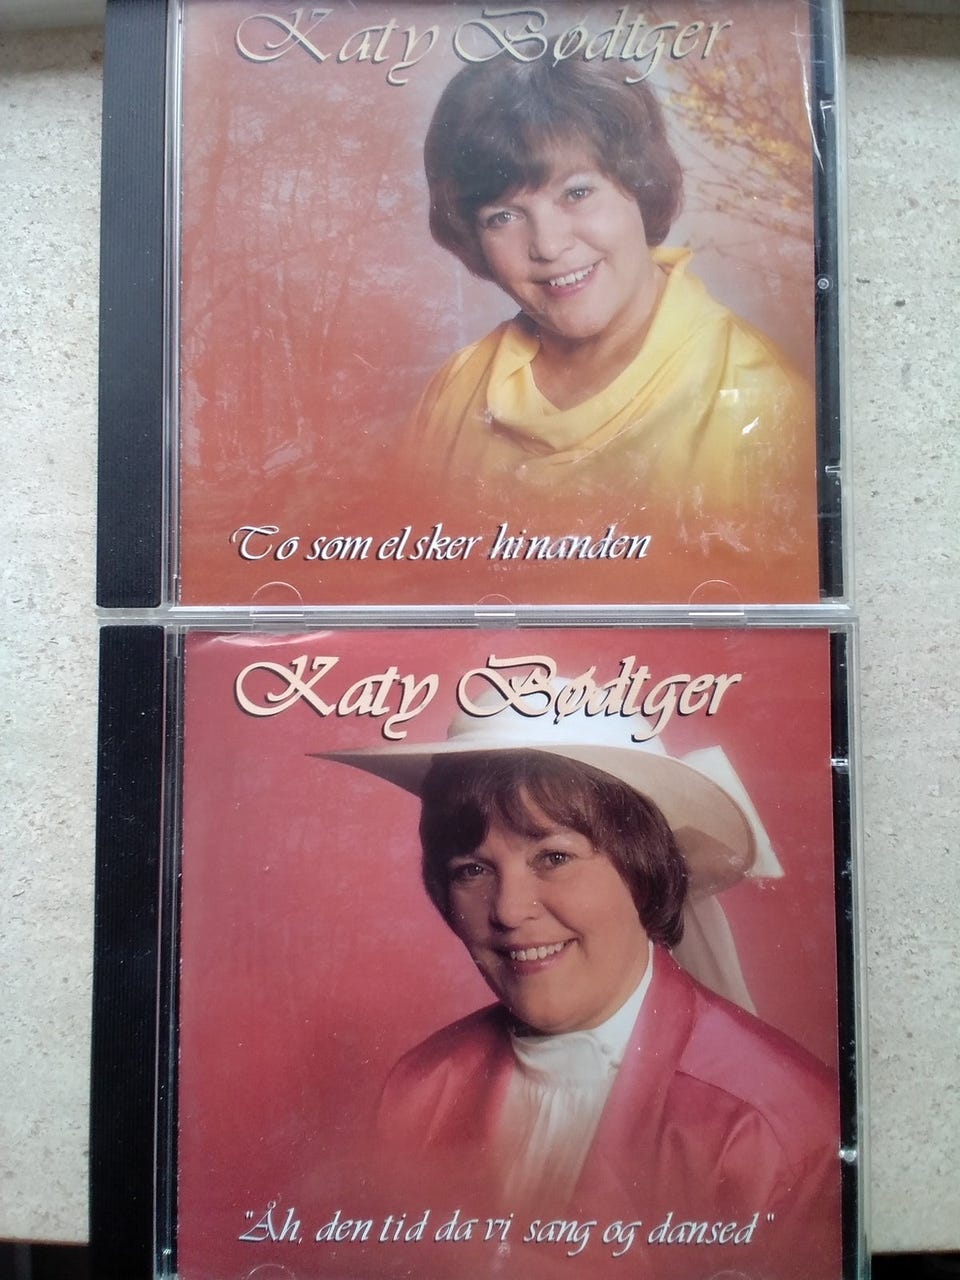 Katy Bødtger
To som elsker hinanden
Katy Bødtger
"Åh, den tid da vi sang og dansed"